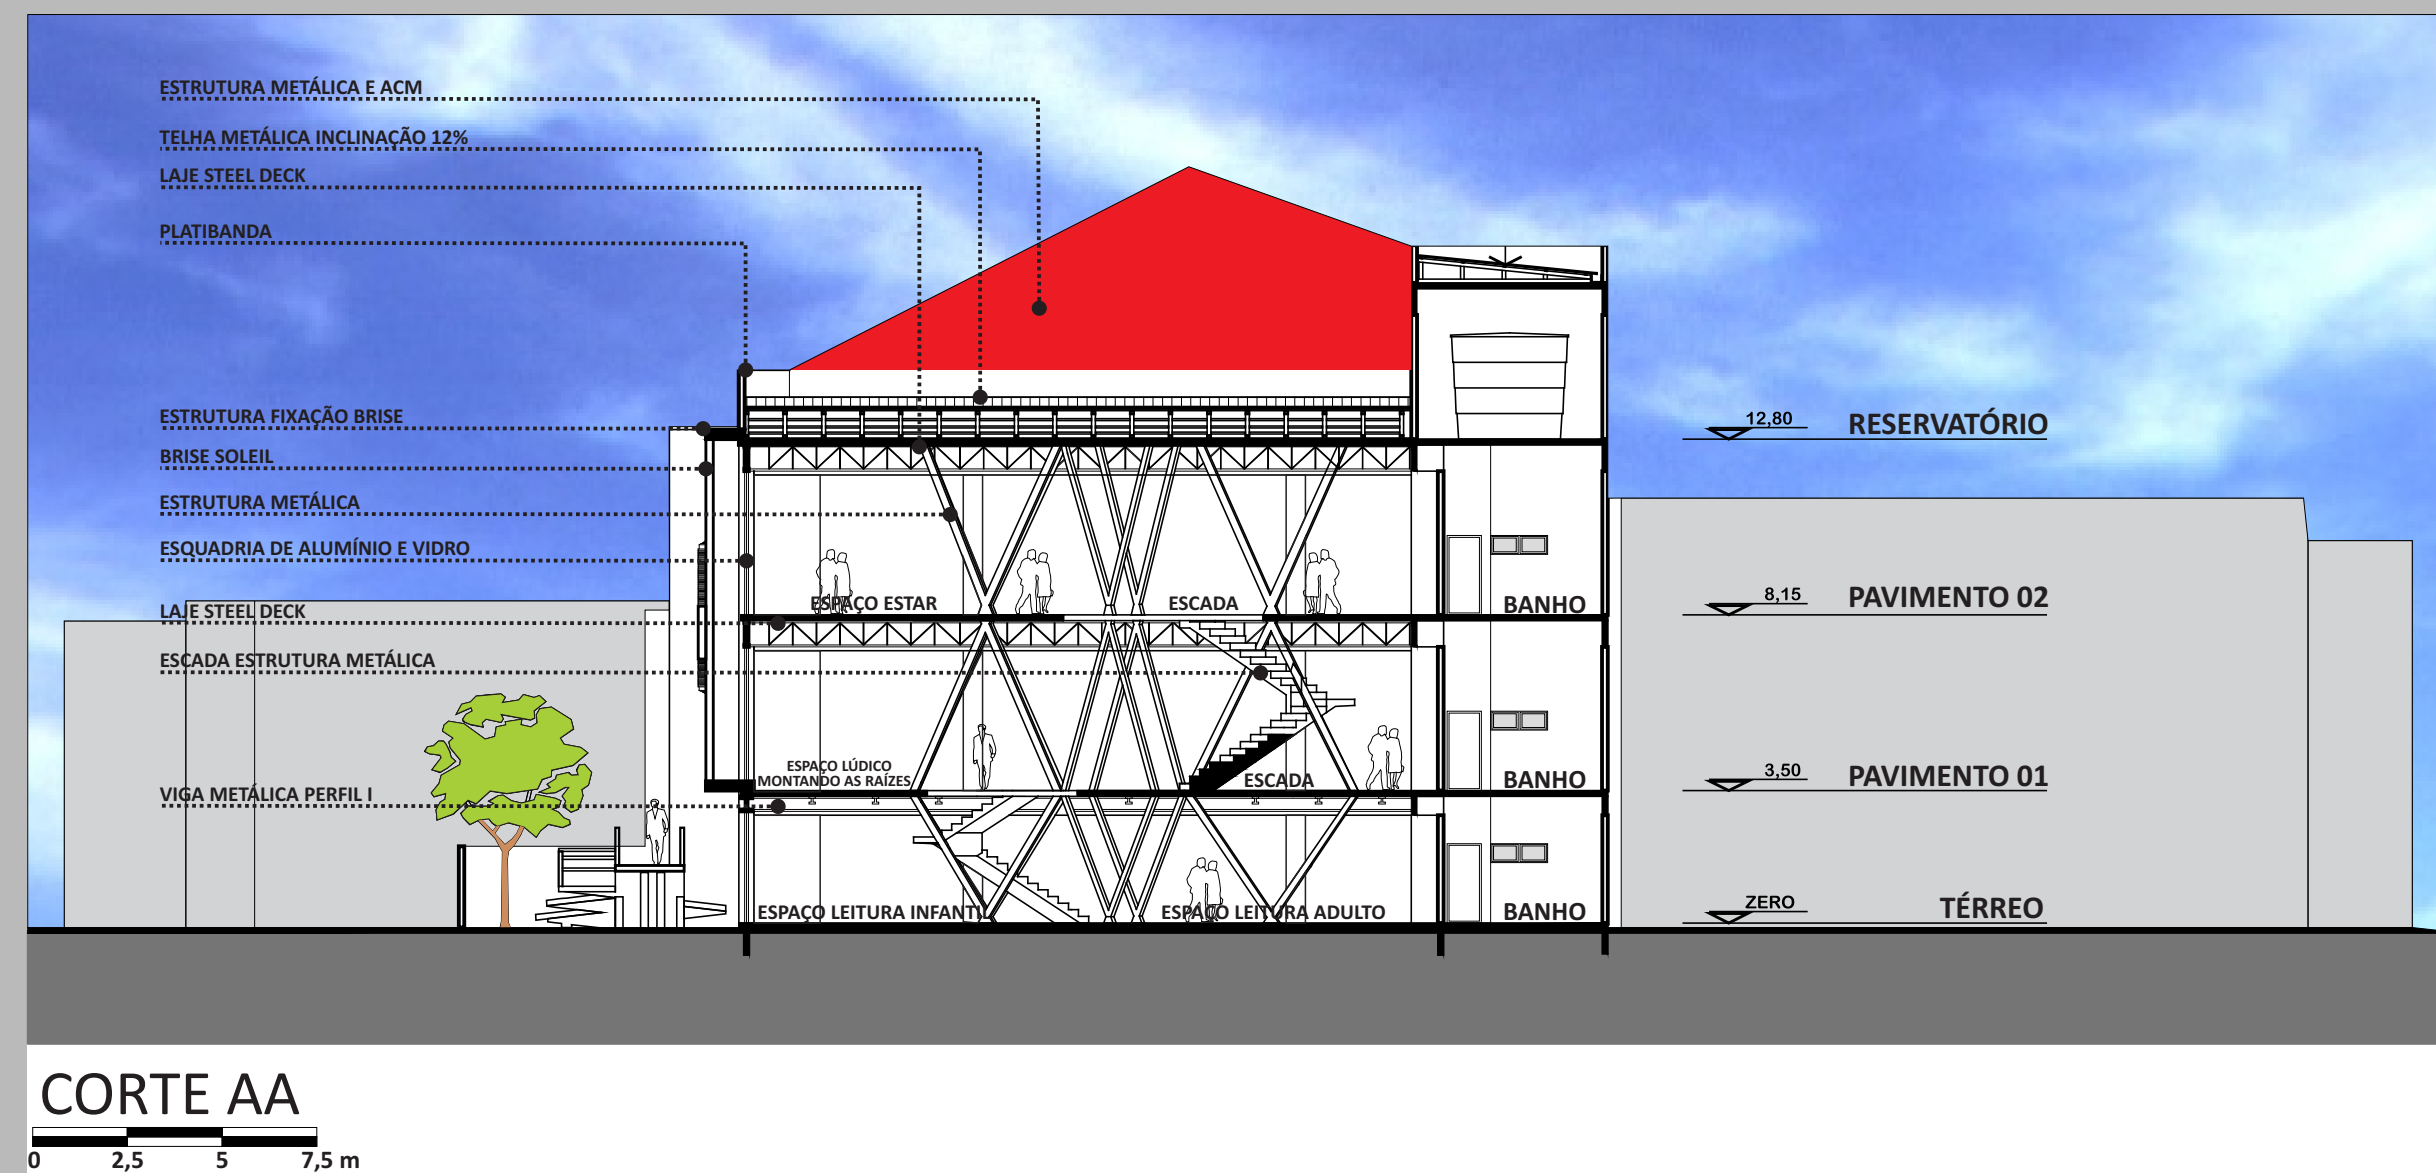 ESTRUTURA METÁLICA E ACM
TELHA METÁLICA INCLINAÇÃO 12%
LAJE STEEL DECK
PLATIBANDA
ESTRUTURA FIXAÇÃO BRISE
12,80 RESERVATÓRIO
BRISE SOLEIL
ESTRUTURA METÁLICA
ESQUADRIA DE ALUMÍNIO E VIDRO
ESPAÇO ESTAR ESCADA BANHO 8,15 PAVIMENTO 02
LAJE STEEL DECK
ESCADA ESTRUTURA METÁLICA
ESPAÇO LÚDICO
MONTANDO AS RAÍZES ESCADA BANHO 3,50 PAVIMENTO 01
VIGA METÁLICA PERFIL I
ESPAÇO LEITURA INFANTIL ESPAÇO LEITURA ADULTO BANHO ZERO TÉRREO
CORTE AA
0 2,5 5 7,5 m